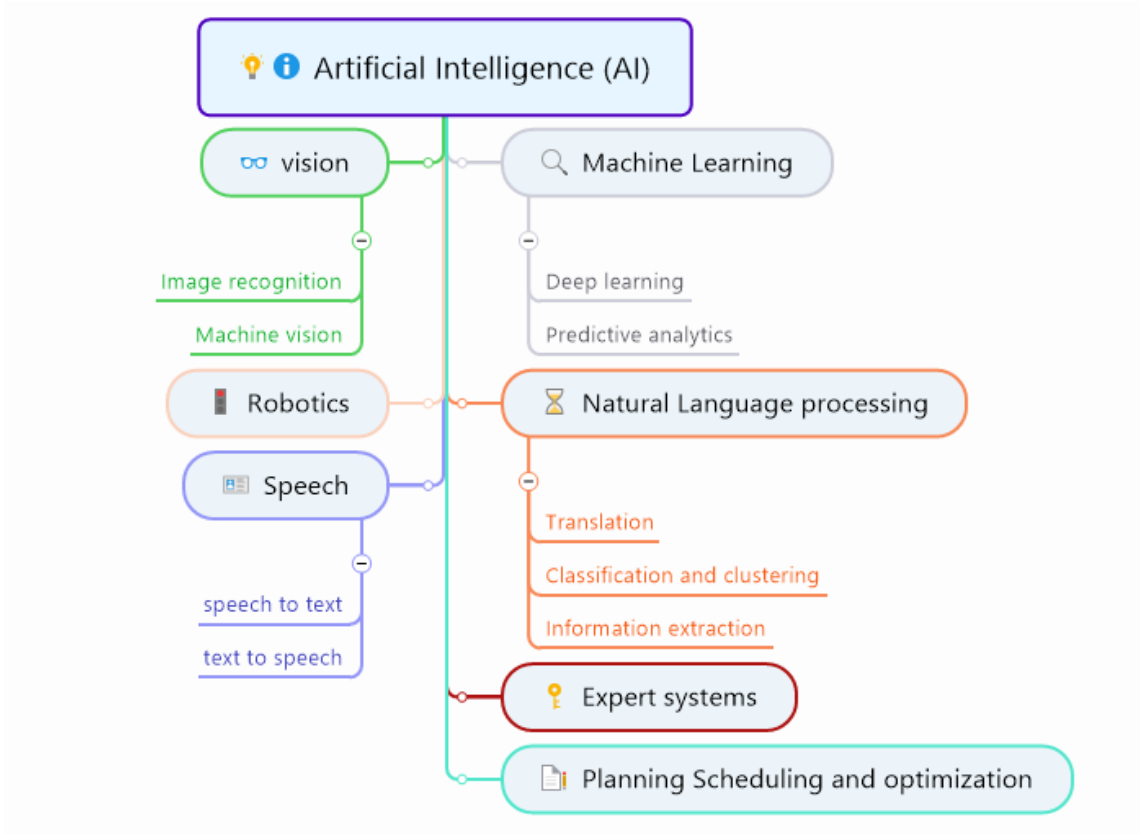 Artificial Intelligence (AI)
vision
Image recognition
Machine vision
Robotics
Speech
speech to text
text to speech
Machine Learning
Deep learning
Predictive analytics
Natural Language processing
Translation
Classification and clustering
Information extraction
Expert systems
Planning Scheduling and optimization